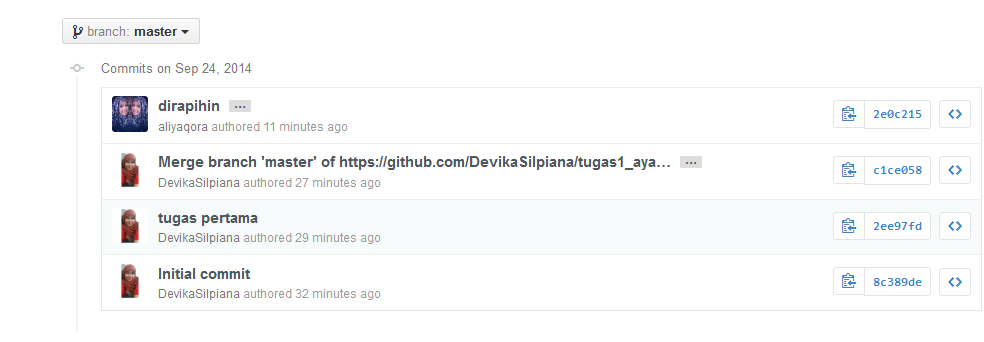 branch: master
Commits on Sep 24, 2014
dirapihin ...
aliyaqora authored 11 minutes ago
2e0c215
Merge branch 'master' of https://github.com/DevikaSilpiana/tugas1_aya... ...
DevikaSilpiana authored 27 minutes ago
c1ce058
tugas pertama
DevikaSilpiana authored 29 minutes ago
2ee97fd
Initial commit
DevikaSilpiana authored 32 minutes ago
8c389de